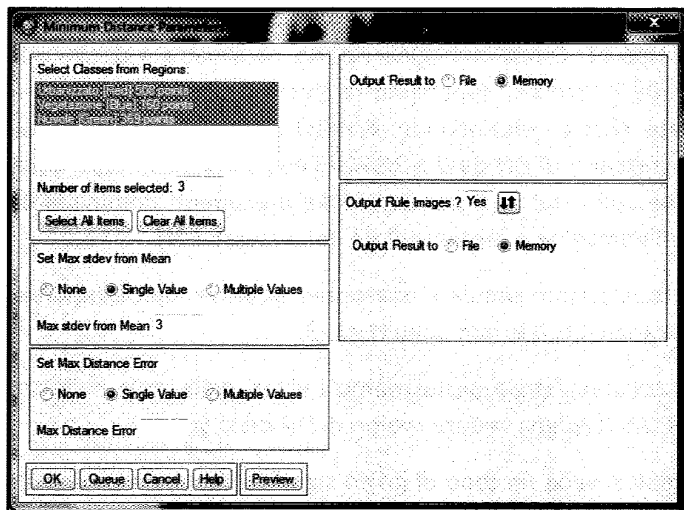 Minimum Distance Parameters
Select Classes from Regions:
Number of items selected: 3
Select All Items Clear All Items
Set Max stdev from Mean
None Single Value Multiple Values
Max stdev from Mean 3
Set Max Distance Error
None Single Value Multiple Values
Max Distance Error
OK Queue Cancel Help Preview
Output Result to File Memory
Output Rule Images ? Yes
Output Result to File Memory